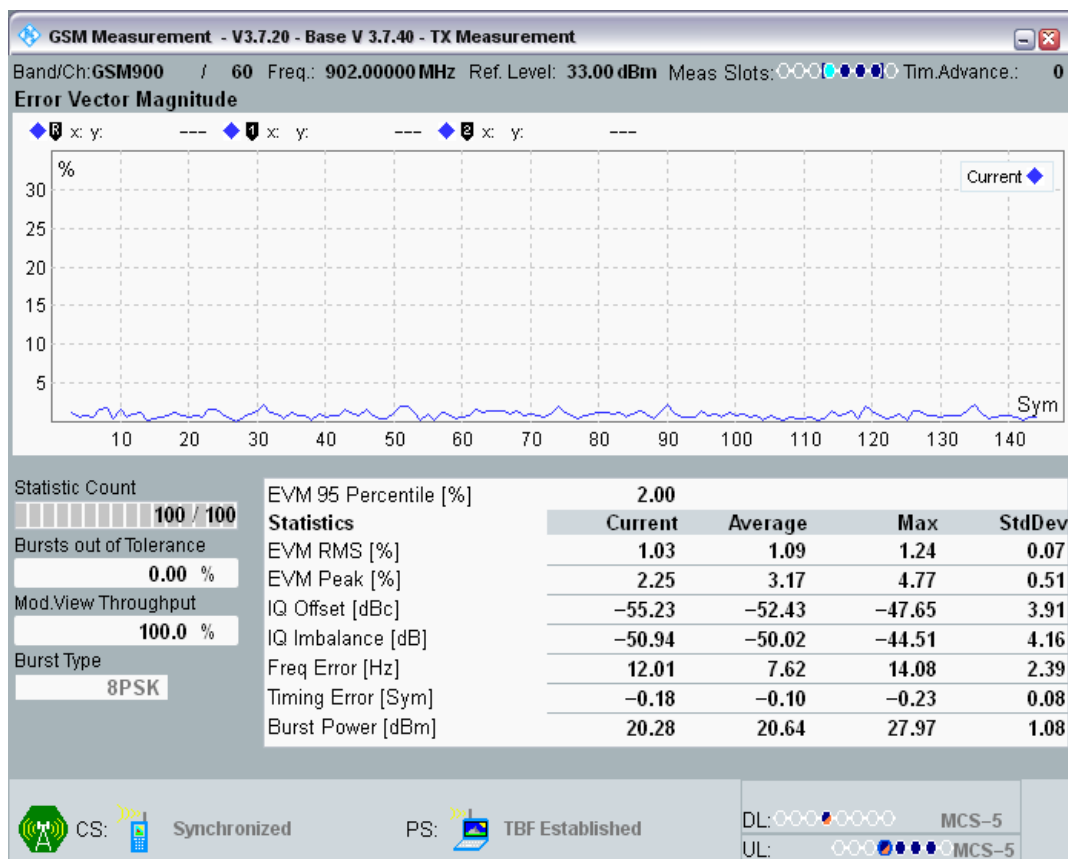 GSM Measurement - V3.7.20 - Base V 3.7.40 - TX Measurement
Band/Ch:GSM900 / 60 Freq.: 902.00000 MHz Ref. Level: 33.00 dBm Meas Slots: Tim.Advance.: 0
Error Vector Magnitude
R x: y: --- 1 x: y: --- 2 x: y: ---
%
Current
30
25
20
15
10
5
Sym
10 20 30 40 50 60 70 80 90 100 110 120 130 140
Statistic Count
100 / 100
Bursts out of Tolerance
0.00 %
Mod.View Throughput
100.0 %
Burst Type
8PSK
EVM 95 Percentile [%] 2.00
Statistics Current Average Max StdDev
EVM RMS [%] 1.03 1.09 1.24 0.07
EVM Peak [%] 2.25 3.17 4.77 0.51
IQ Offset [dBc] −55.23 −52.43 −47.65 3.91
IQ Imbalance [dB] −50.94 −50.02 −44.51 4.16
Freq Error [Hz] 12.01 7.62 14.08 2.39
Timing Error [Sym] −0.18 −0.10 −0.23 0.08
Burst Power [dBm] 20.28 20.64 27.97 1.08
CS: Synchronized PS: TBF Established
DL: MCS−5
UL: MCS−5